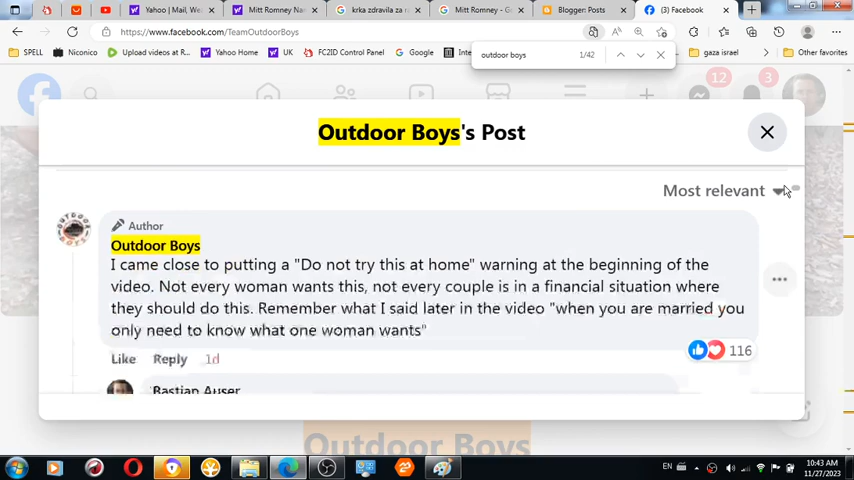 Yahoo | Mail, We
Mitt Romney Nam
krka zdravila za r
Mitt Romney - G
Blogger: Posts
(3) Facebook
https://www.facebook.com/TeamOutdoorBoys
SPELL
Niconico
Upload videos at R...
Yahoo Home
UK
FC2ID Control Panel
Google
gaza israel
Other favorites
outdoor boys
1/42
12
3
Outdoor Boys's Post
Most relevant
Author
Outdoor Boys
I came close to putting a "Do not try this at home" warning at the beginning of the
video. Not every woman wants this, not every couple is in a financial situation where
they should do this. Remember what I said later in the video "when you are married you
only need to know what one woman wants"
116
Like
Reply
1d
Bastian Auser
Outdoor Boys
EN
10:43 AM
11/27/2023